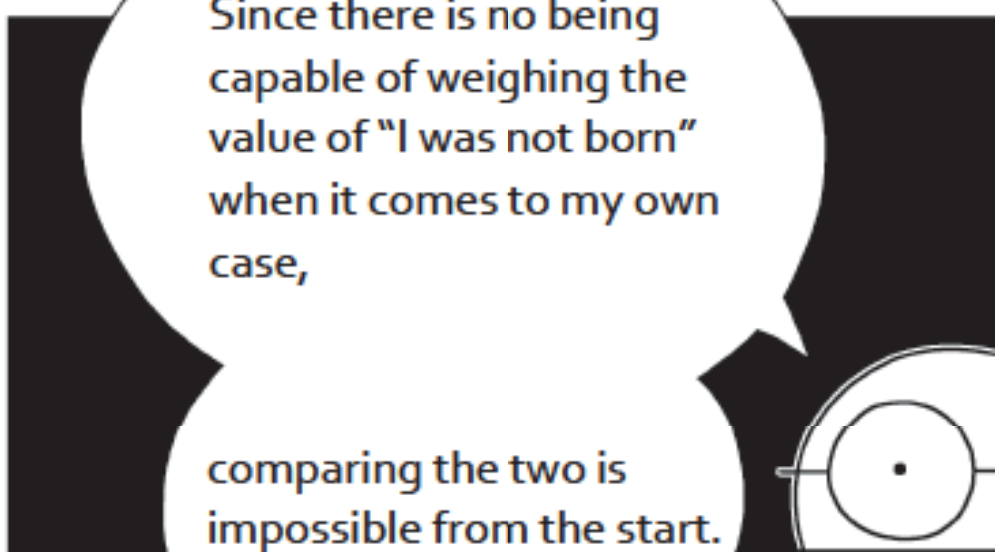 Since there is no being
capable of weighing the
value of “I was not born”
when it comes to my own
case,
comparing the two is
impossible from the start.